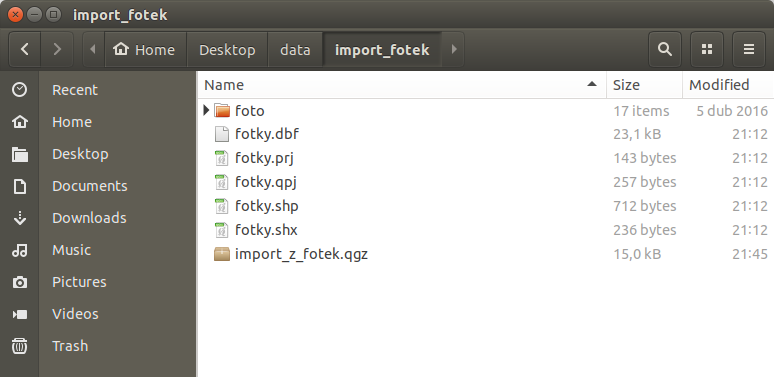 import_fotek
Home Desktop data import_fotek
Recent
Home
Desktop
Documents
Downloads
Music
Pictures
Videos
Trash
Name Size Modified
foto 17 items 5 dub 2016
fotky.dbf 23,1 kB 21:12
fotky.prj 143 bytes 21:12
fotky.qpj 257 bytes 21:12
fotky.shp 712 bytes 21:12
fotky.shx 236 bytes 21:12
import_z_fotek.qgz 15,0 kB 21:45